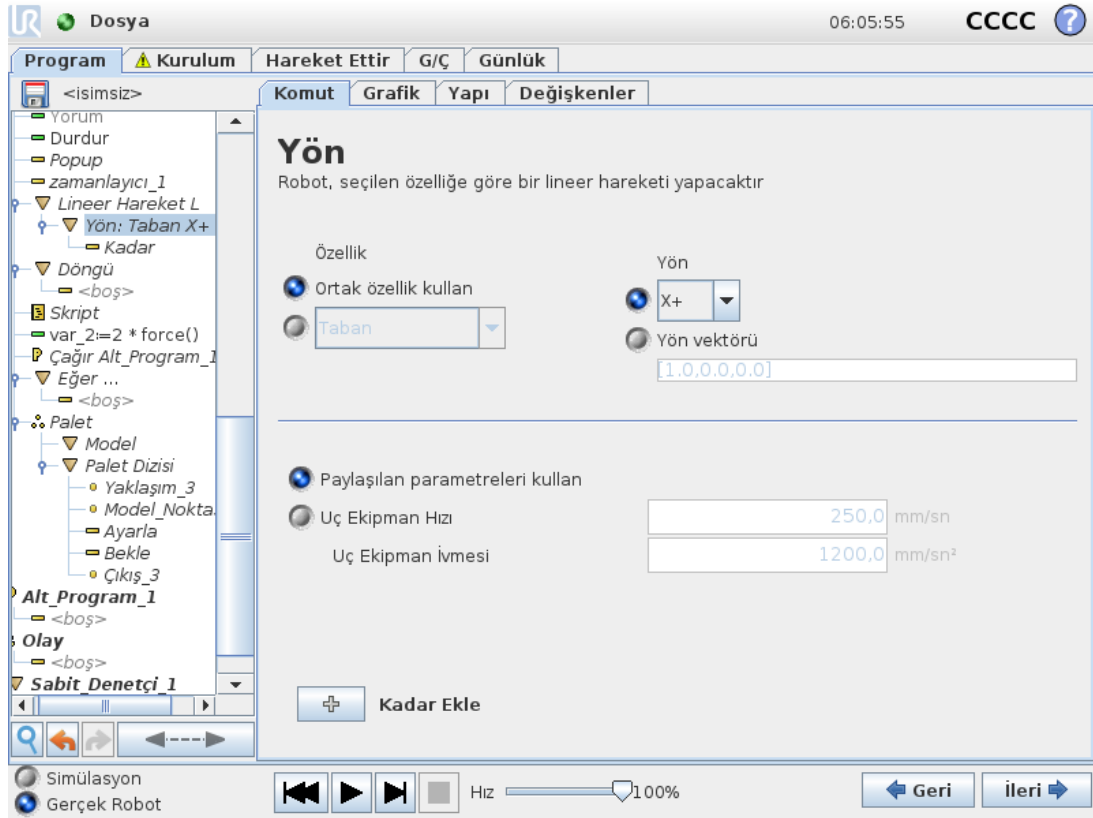 UR Dosya 06:05:55 CCCC ?
Program Kurulum Hareket Ettir G/Ç Günlük
<isimsiz> Komut Grafik Yapı Değişkenler
Yorum
Durdur
Popup
zamanlayıcı_1
Lineer Hareket L
Yön: Taban X+
Kadar
Döngü
<boş>
Skript
var_2≔2 * force()
Çağır Alt_Program_1
Eğer ...
<boş>
Palet
Model
Palet Dizisi
Yaklaşım_3
Model_Nokta
Ayarla
Bekle
Çıkış_3
Alt_Program_1
<boş>
Olay
<boş>
Sabit_Denetçi_1
Yön
Robot, seçilen özelliğe göre bir lineer hareketi yapacaktır
Özellik
Ortak özellik kullan
Taban
Yön
X+
Yön vektörü
[1.0,0.0,0.0]
Paylaşılan parametreleri kullan
Uç Ekipman Hızı 250,0 mm/sn
Uç Ekipman İvmesi 1200,0 mm/sn²
Kadar Ekle
Simülasyon
Gerçek Robot
Hız 100%
Geri İleri